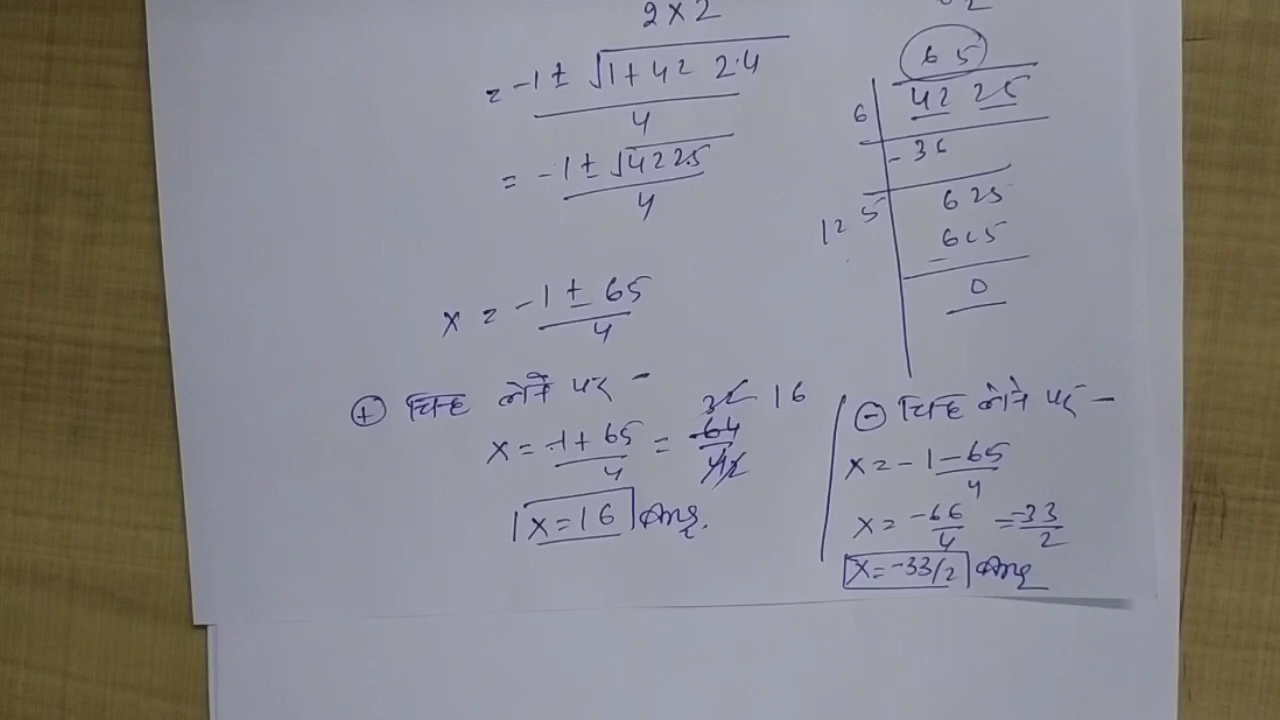 2 × 2
= -1 ± √1 + 42 2.4
4
= -1 ± √4225
4
x = -1 ± 65
4
⊕ चिन्ह लेने पर -
x = -1 + 65 = 64 16
4
x = 16 Ans.
65
6 42 25
- 36
125 625
- 625
0
⊖ चिन्ह लेने पर -
x = -1 - 65
4
x = -66 = -33
4 2
x = -33/2 Ans